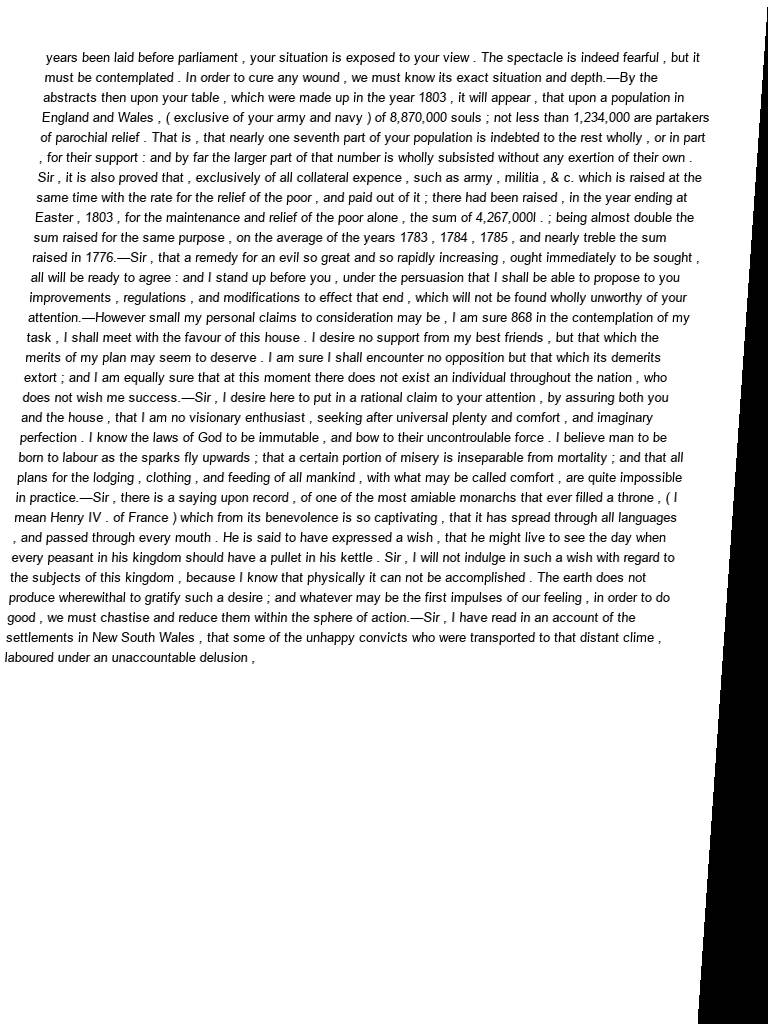 years been laid before parliament , your situation is exposed to your view . The spectacle is indeed fearful , but it
must be contemplated . In order to cure any wound , we must know its exact situation and depth.—By the
abstracts then upon your table , which were made up in the year 1803 , it will appear , that upon a population in
England and Wales , ( exclusive of your army and navy ) of 8,870,000 souls ; not less than 1,234,000 are partakers
of parochial relief . That is , that nearly one seventh part of your population is indebted to the rest wholly , or in part
, for their support : and by far the larger part of that number is wholly subsisted without any exertion of their own .
Sir , it is also proved that , exclusively of all collateral expence , such as army , militia , & c. which is raised at the
same time with the rate for the relief of the poor , and paid out of it ; there had been raised , in the year ending at
Easter , 1803 , for the maintenance and relief of the poor alone , the sum of 4,267,000l . ; being almost double the
sum raised for the same purpose , on the average of the years 1783 , 1784 , 1785 , and nearly treble the sum
raised in 1776.—Sir , that a remedy for an evil so great and so rapidly increasing , ought immediately to be sought ,
all will be ready to agree : and I stand up before you , under the persuasion that I shall be able to propose to you
improvements , regulations , and modifications to effect that end , which will not be found wholly unworthy of your
attention.—However small my personal claims to consideration may be , I am sure 868 in the contemplation of my
task , I shall meet with the favour of this house . I desire no support from my best friends , but that which the
merits of my plan may seem to deserve . I am sure I shall encounter no opposition but that which its demerits
extort ; and I am equally sure that at this moment there does not exist an individual throughout the nation , who
does not wish me success.—Sir , I desire here to put in a rational claim to your attention , by assuring both you
and the house , that I am no visionary enthusiast , seeking after universal plenty and comfort , and imaginary
perfection . I know the laws of God to be immutable , and bow to their uncontroulable force . I believe man to be
born to labour as the sparks fly upwards ; that a certain portion of misery is inseparable from mortality ; and that all
plans for the lodging , clothing , and feeding of all mankind , with what may be called comfort , are quite impossible
in practice.—Sir , there is a saying upon record , of one of the most amiable monarchs that ever filled a throne , ( I
mean Henry IV . of France ) which from its benevolence is so captivating , that it has spread through all languages
, and passed through every mouth . He is said to have expressed a wish , that he might live to see the day when
every peasant in his kingdom should have a pullet in his kettle . Sir , I will not indulge in such a wish with regard to
the subjects of this kingdom , because I know that physically it can not be accomplished . The earth does not
produce wherewithal to gratify such a desire ; and whatever may be the first impulses of our feeling , in order to do
good , we must chastise and reduce them within the sphere of action.—Sir , I have read in an account of the
settlements in New South Wales , that some of the unhappy convicts who were transported to that distant clime ,
laboured under an unaccountable delusion ,